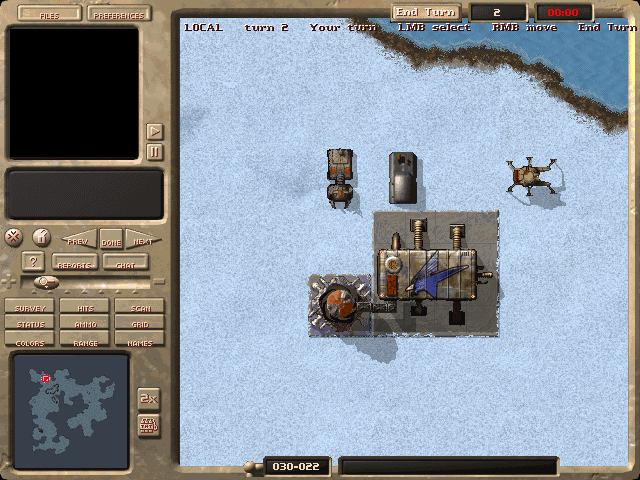 FILES PREFERENCES End Turn 2 00:00
LOCAL turn 2 Your turn LMB select RMB move End Turn
PREV DONE NEXT
? REPORTS CHAT
SURVEY HITS SCAN
STATUS AMMO GRID
COLORS RANGE NAMES
2x
030-022